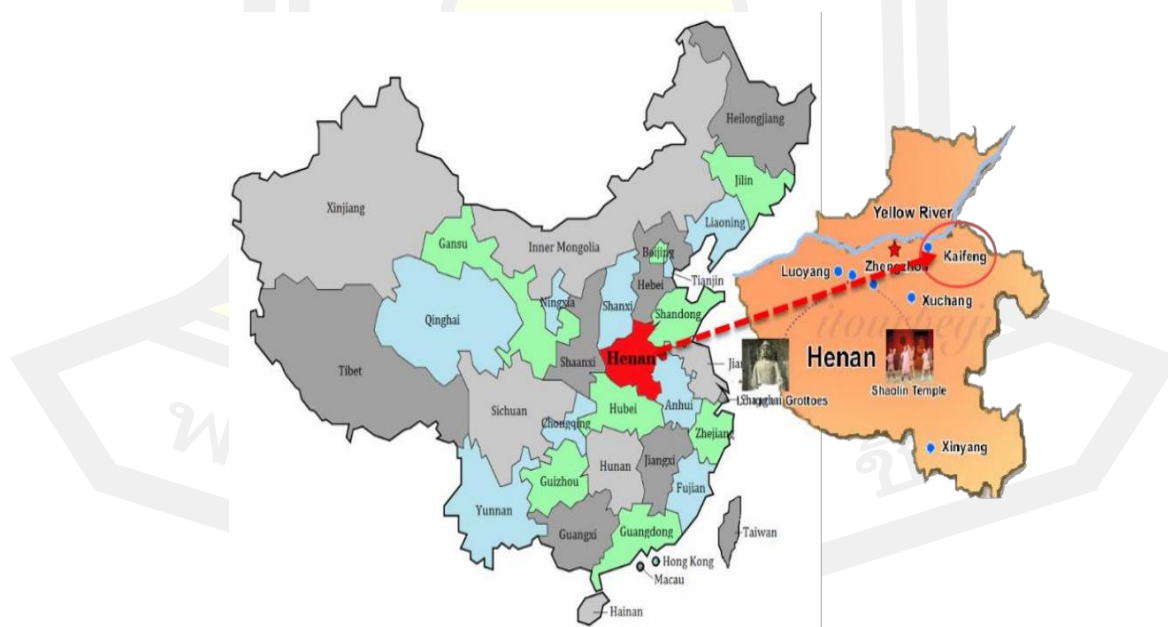 Heilongjiang
Jilin
Xinjiang
Liaoning
Gansu
Inner Mongolia
Beijing
Tianjin
Hebei
Ningxia
Shanxi
Shandong
Qinghai
Henan
Shaanxi
Tibet
Sichuan
Hubei
Anhui
Chongqing
Zhejiang
Hunan
Jiangxi
Guizhou
Fujian
Yunnan
Guangxi
Guangdong
Taiwan
Hong Kong
Macau
Hainan
Yellow River
Kaifeng
Luoyang
Zhengzhou
Xuchang
Henan
Shaolin Temple
Grottoes
Xinyang